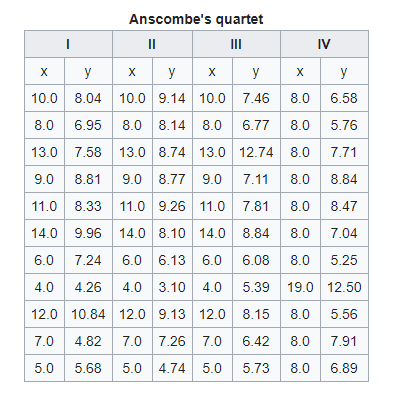 Anscombe's quartet
I II III IV
x y x y x y x y
10.0 8.04 10.0 9.14 10.0 7.46 8.0 6.58
8.0 6.95 8.0 8.14 8.0 6.77 8.0 5.76
13.0 7.58 13.0 8.74 13.0 12.74 8.0 7.71
9.0 8.81 9.0 8.77 9.0 7.11 8.0 8.84
11.0 8.33 11.0 9.26 11.0 7.81 8.0 8.47
14.0 9.96 14.0 8.10 14.0 8.84 8.0 7.04
6.0 7.24 6.0 6.13 6.0 6.08 8.0 5.25
4.0 4.26 4.0 3.10 4.0 5.39 19.0 12.50
12.0 10.84 12.0 9.13 12.0 8.15 8.0 5.56
7.0 4.82 7.0 7.26 7.0 6.42 8.0 7.91
5.0 5.68 5.0 4.74 5.0 5.73 8.0 6.89